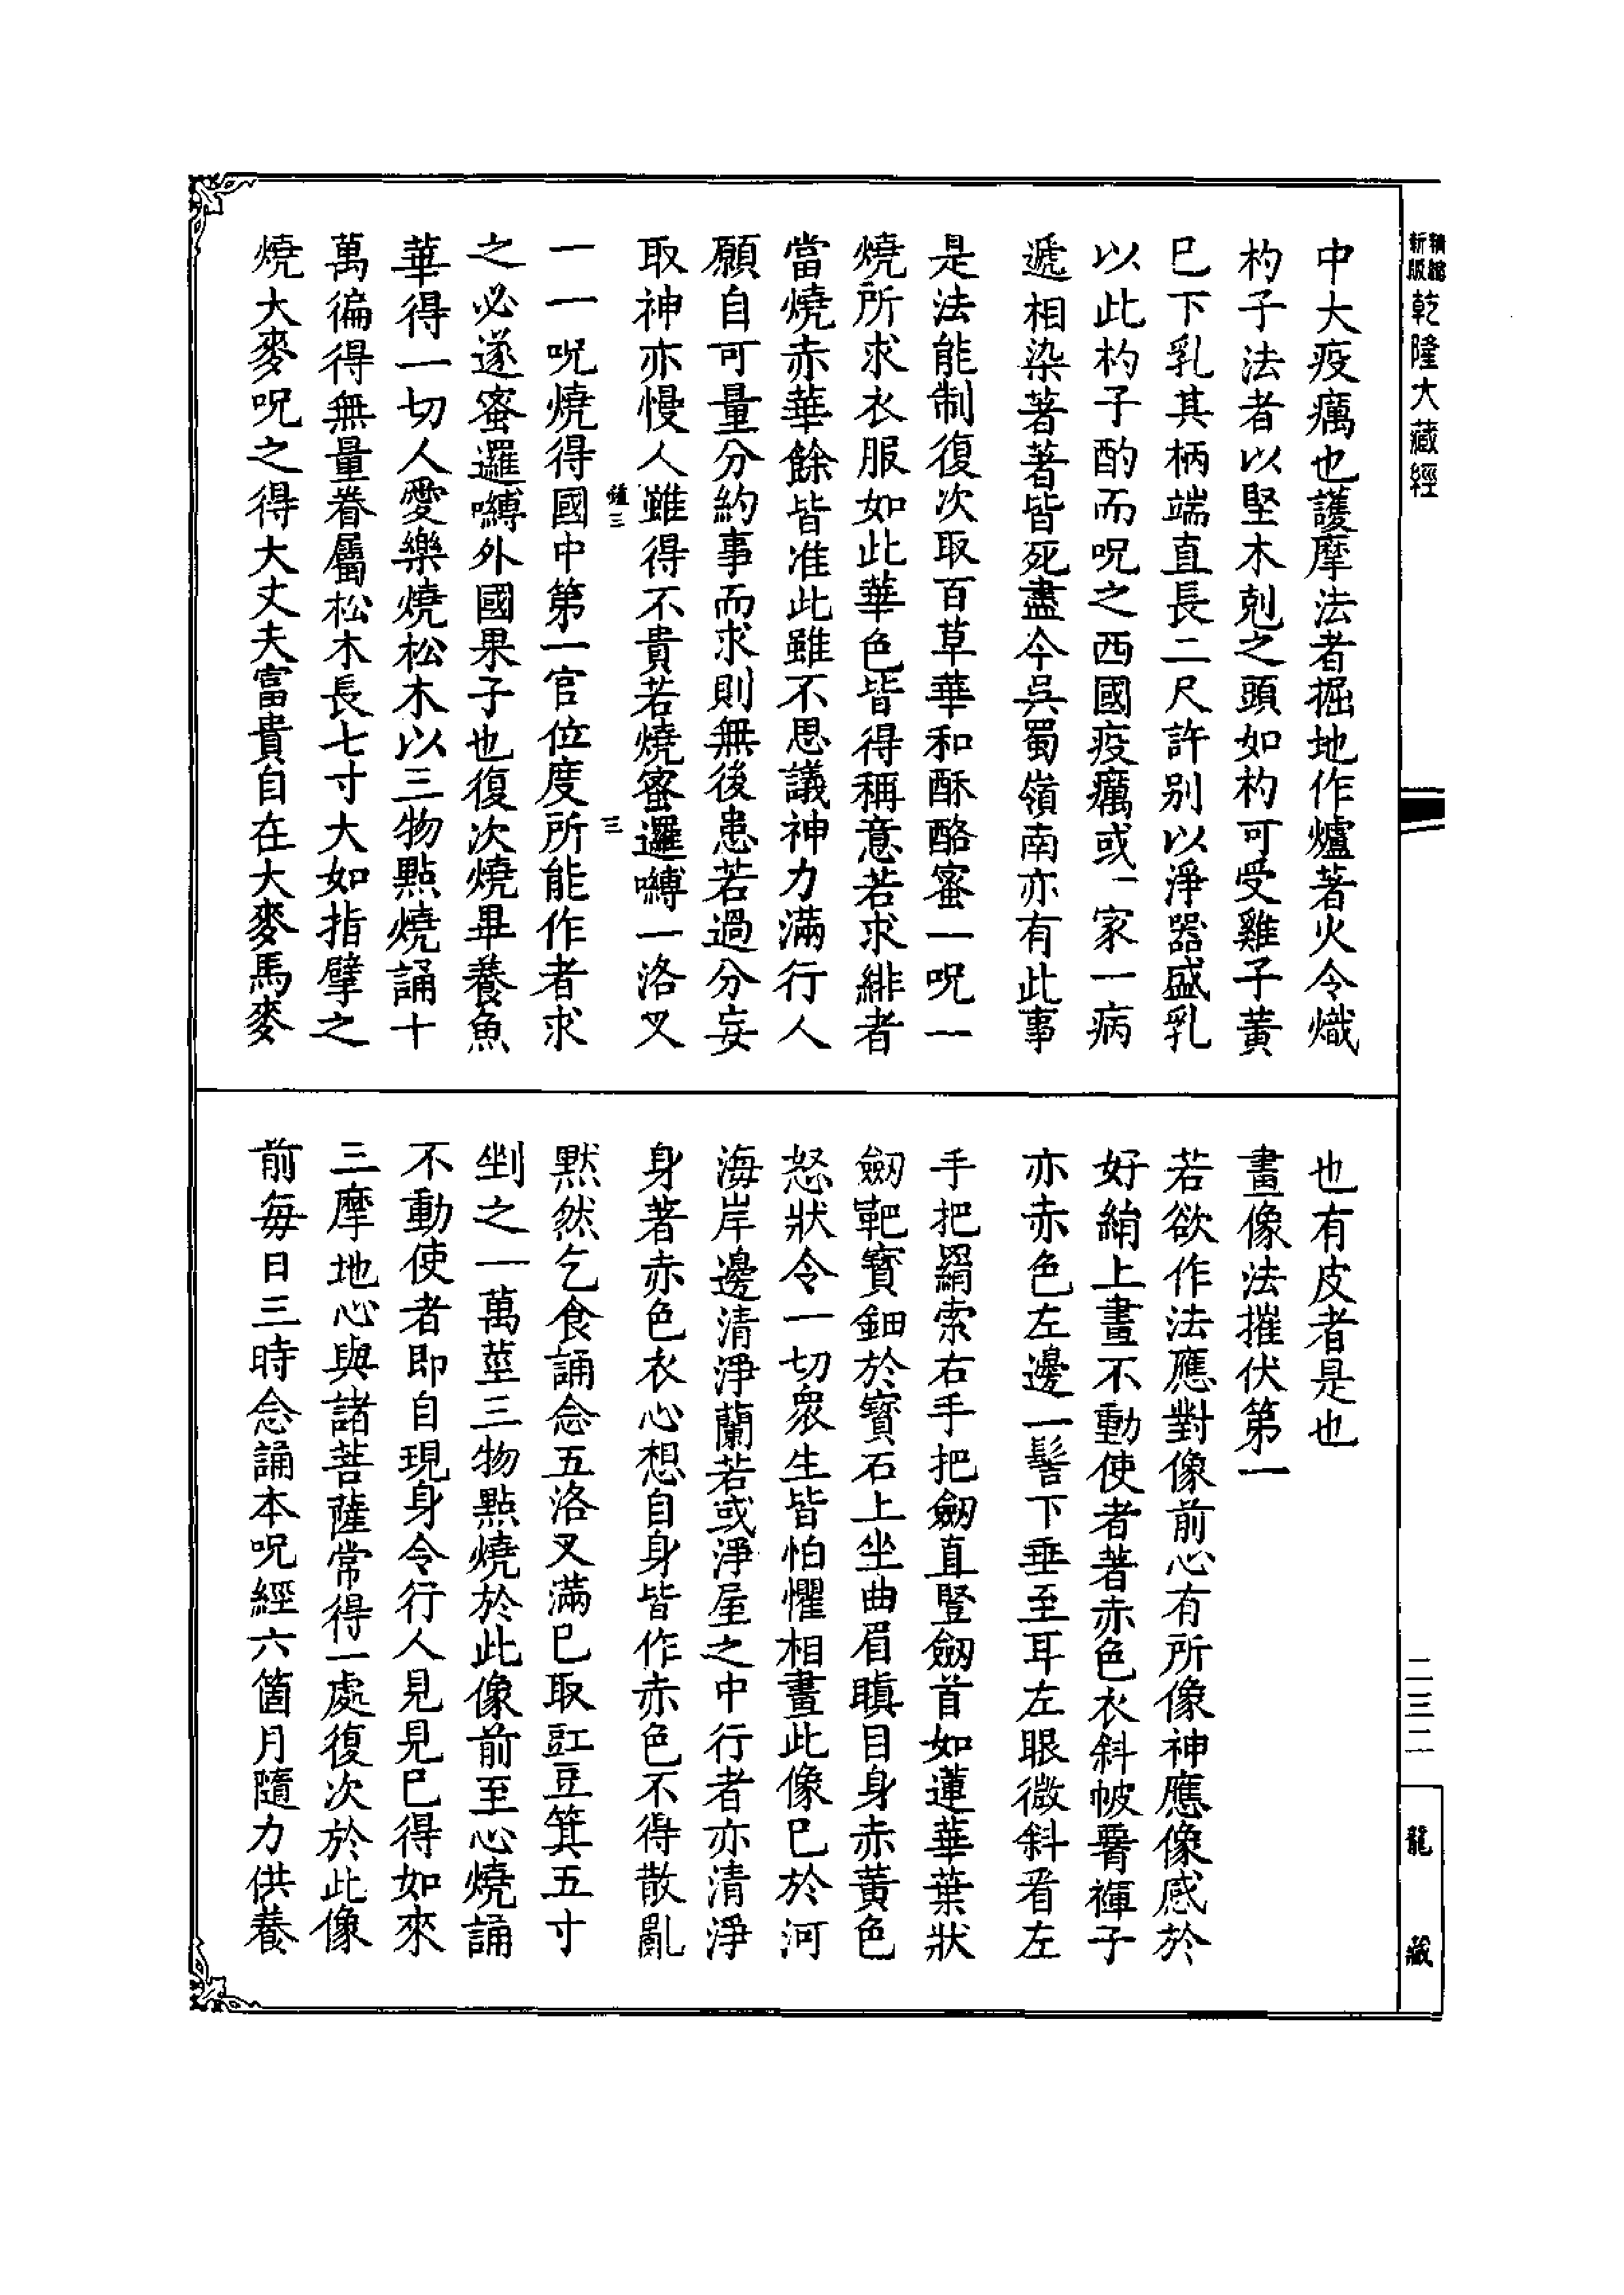 精縮新版
乾隆大藏經
中大疫癘也護摩法者掘地作爐著火令熾
杓子法者以堅木剋之頭如杓可受雞子黃
已下乳其柄端直長二尺許別以淨器盛乳
以此杓子酌而呪之西國疫癘或一家一病
遞相染著著皆死盡今吳蜀嶺南亦有此事
是法能制復次取百草華和酥酪蜜一呪一
燒所求衣服如此華色皆得稱意若求緋者
當燒赤華餘皆准此雖不思議神力滿行人
願自可量分約事而求則無後患若過分妄
取神亦慢人雖得不貴若燒蜜邏嚩一洛叉
三
一一呪燒得國中第一官位度所能作者求
之必遂蜜邏嚩外國果子也復次燒畢養魚
華得一切人愛樂燒松木以三物點燒誦十
萬徧得無量眷屬松木長七寸大如指擘之
燒大麥呪之得大丈夫富貴自在大麥馬麥
也有皮者是也
畫像法摧伏第一
若欲作法應對像前心有所像神應像感於
好絹上畫不動使者著赤色衣斜帔䙝褌子
亦赤色左邊一髻下垂至耳左眼微斜看左
手把羂索右手把劒直豎劒首如蓮華葉狀
劒靶寳鈿於寳石上坐曲眉瞋目身赤黃色
怒狀令一切衆生皆怕懼相畫此像已於河
海岸邊清淨蘭若或淨屋之中行者亦清淨
身著赤色衣心想自身皆作赤色不得散亂
黙然乞食誦念五洛叉滿已取豇豆箕五寸
剉之一萬莖三物點燒於此像前至心燒誦
不動使者即自現身令行人見見已得如來
三摩地心與諸菩薩常得一處復次於此像
前每日三時念誦本呪經六箇月隨力供養
二三二
龍藏